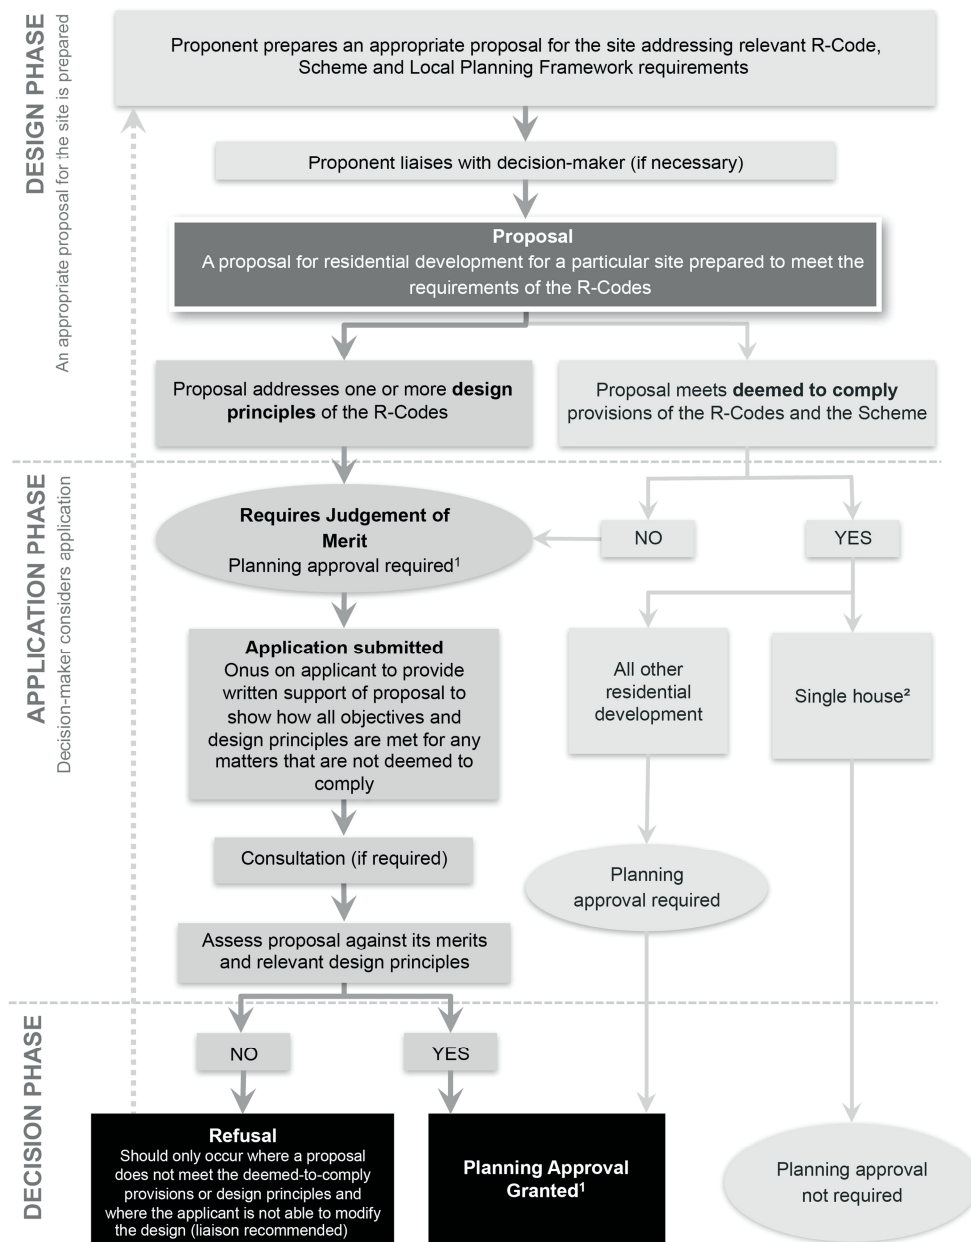 DESIGN PHASE
An appropriate proposal for the site is prepared
Proponent prepares an appropriate proposal for the site addressing relevant R-Code,
Scheme and Local Planning Framework requirements
Proponent liaises with decision-maker (if necessary)
Proposal
A proposal for residential development for a particular site prepared to meet the
requirements of the R-Codes
Proposal addresses one or more design
principles of the R-Codes
Proposal meets deemed to comply
provisions of the R-Codes and the Scheme
APPLICATION PHASE
Decision-maker considers application
Requires Judgement of
Merit
Planning approval required¹
NO
YES
Application submitted
Onus on applicant to provide
written support of proposal to
show how all objectives and
design principles are met for any
matters that are not deemed to
comply
All other
residential
development
Single house²
Consultation (if required)
Planning
approval required
Assess proposal against its merits
and relevant design principles
DECISION PHASE
NO
YES
Refusal
Should only occur where a proposal
does not meet the deemed-to-comply
provisions or design principles and
where the applicant is not able to modify
the design (liaison recommended)
Planning Approval
Granted¹
Planning approval
not required